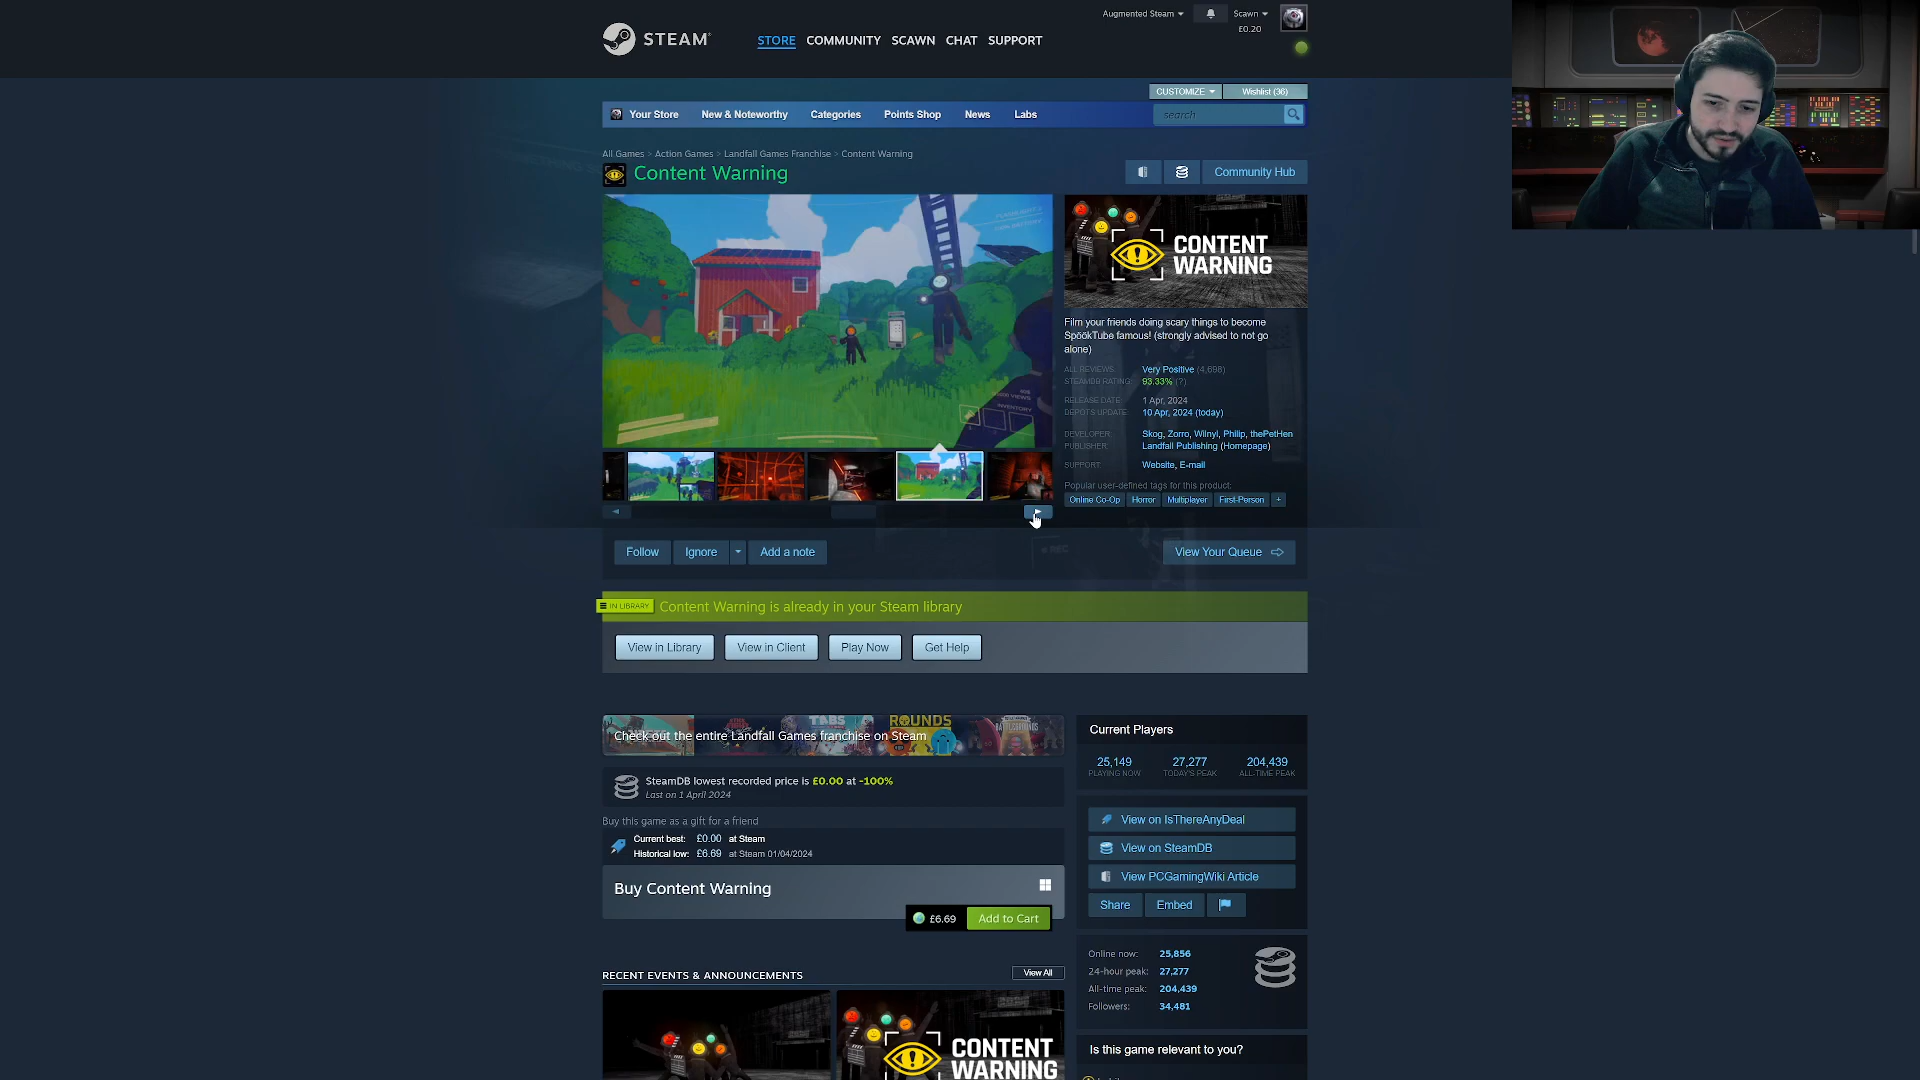 Augmented Steam
Scawn
£0.20
STEAM
STORE COMMUNITY SCAWN CHAT SUPPORT
CUSTOMIZE
Wishlist (36)
Your Store New & Noteworthy Categories Points Shop News Labs
search
All Games > Action Games > Landfall Games Franchise > Content Warning
Content Warning
Community Hub
CONTENT
WARNING
Film your friends doing scary things to become
SpöökTube famous! (strongly advised to not go
alone)
ALL REVIEWS: Very Positive (4,698)
STEAMDB RATING: 93.33% (?)
RELEASE DATE: 1 Apr, 2024
DEPOTS UPDATE: 10 Apr, 2024 (today)
DEVELOPER: Skog, Zorro, Wilnyl, Philip, thePetHen
PUBLISHER: Landfall Publishing (Homepage)
SUPPORT: Website, E-mail
Popular user-defined tags for this product:
Online Co-Op Horror Multiplayer First-Person +
Follow Ignore Add a note
View Your Queue
IN LIBRARY Content Warning is already in your Steam library
View in Library View in Client Play Now Get Help
TABS ROUNDS
Check out the entire Landfall Games franchise on Steam
SteamDB lowest recorded price is £0.00 at -100%
Last on 1 April 2024
Buy this game as a gift for a friend
Current best: £0.00 at Steam
Historical low: £6.69 at Steam 01/04/2024
Buy Content Warning
£6.69 Add to Cart
RECENT EVENTS & ANNOUNCEMENTS
View All
CONTENT
WARNING
Current Players
25,149 27,277 204,439
PLAYING NOW TODAY'S PEAK ALL-TIME PEAK
View on IsThereAnyDeal
View on SteamDB
View PCGamingWiki Article
Share Embed
Online now: 25,856
24-hour peak: 27,277
All-time peak: 204,439
Followers: 34,481
Is this game relevant to you?